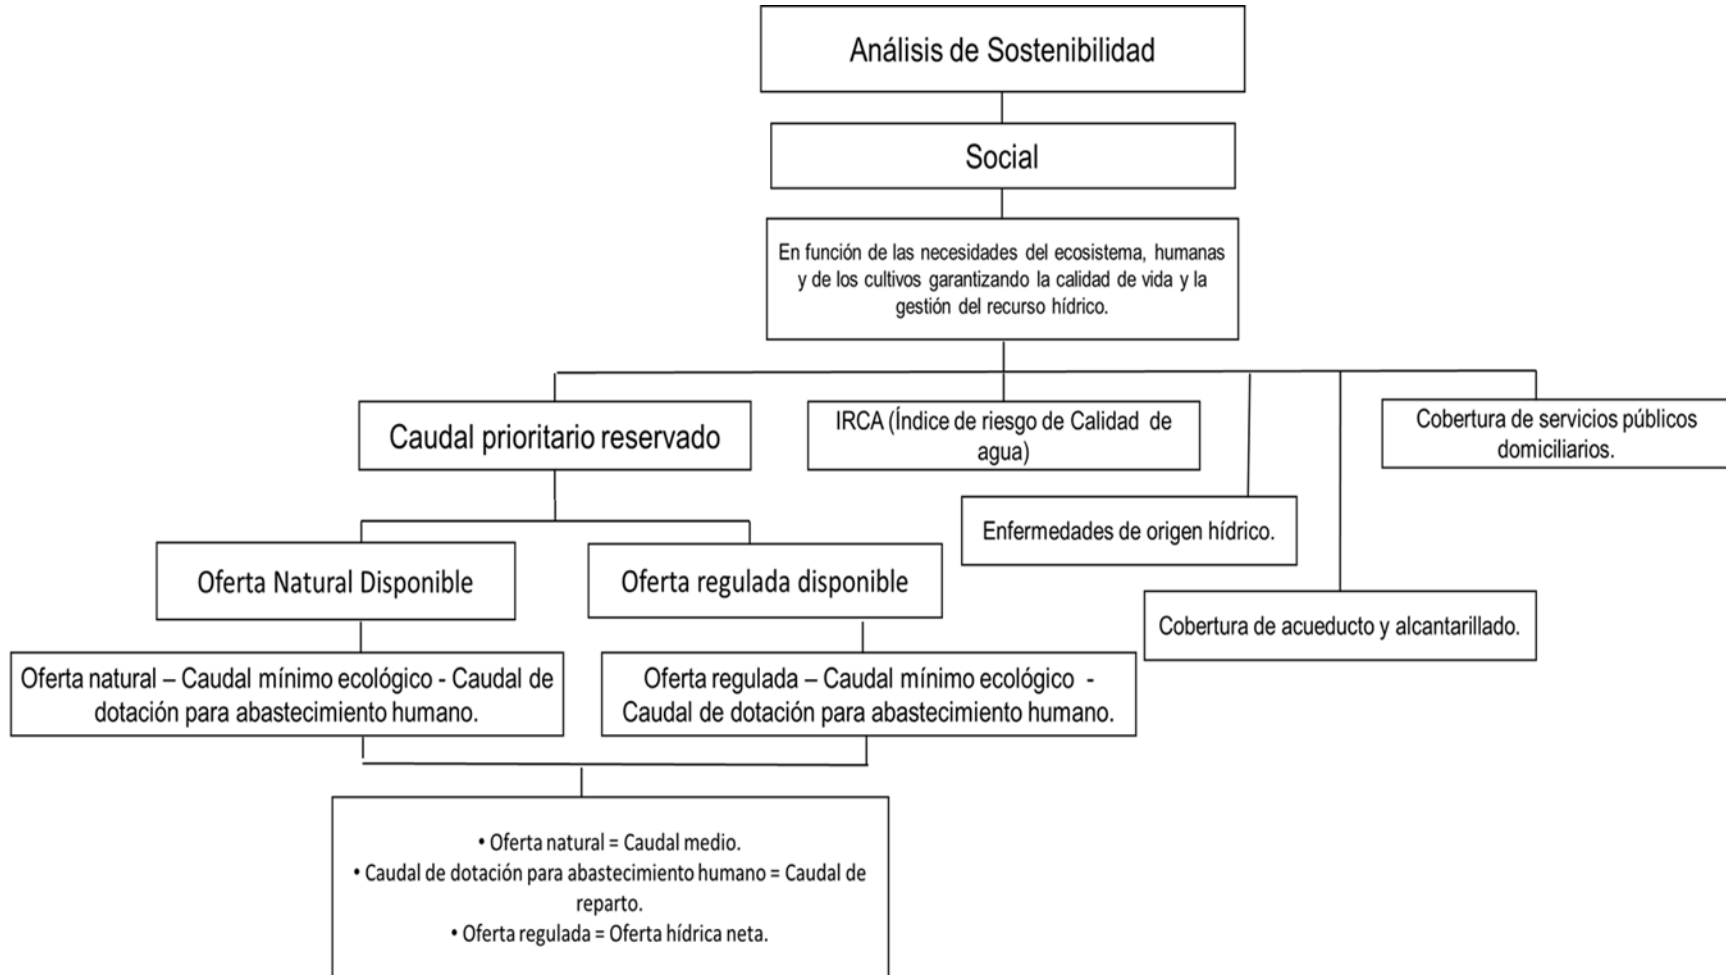 Análisis de Sostenibilidad
Social
En función de las necesidades del ecosistema, humanas
y de los cultivos garantizando la calidad de vida y la
gestión del recurso hídrico.
Caudal prioritario reservado
IRCA (Índice de riesgo de Calidad de
agua)
Cobertura de servicios públicos
domiciliarios.
Enfermedades de origen hídrico.
Oferta Natural Disponible
Oferta regulada disponible
Cobertura de acueducto y alcantarillado.
Oferta natural – Caudal mínimo ecológico - Caudal de
dotación para abastecimiento humano.
Oferta regulada – Caudal mínimo ecológico -
Caudal de dotación para abastecimiento humano.
• Oferta natural = Caudal medio.
• Caudal de dotación para abastecimiento humano = Caudal de
reparto.
• Oferta regulada = Oferta hídrica neta.